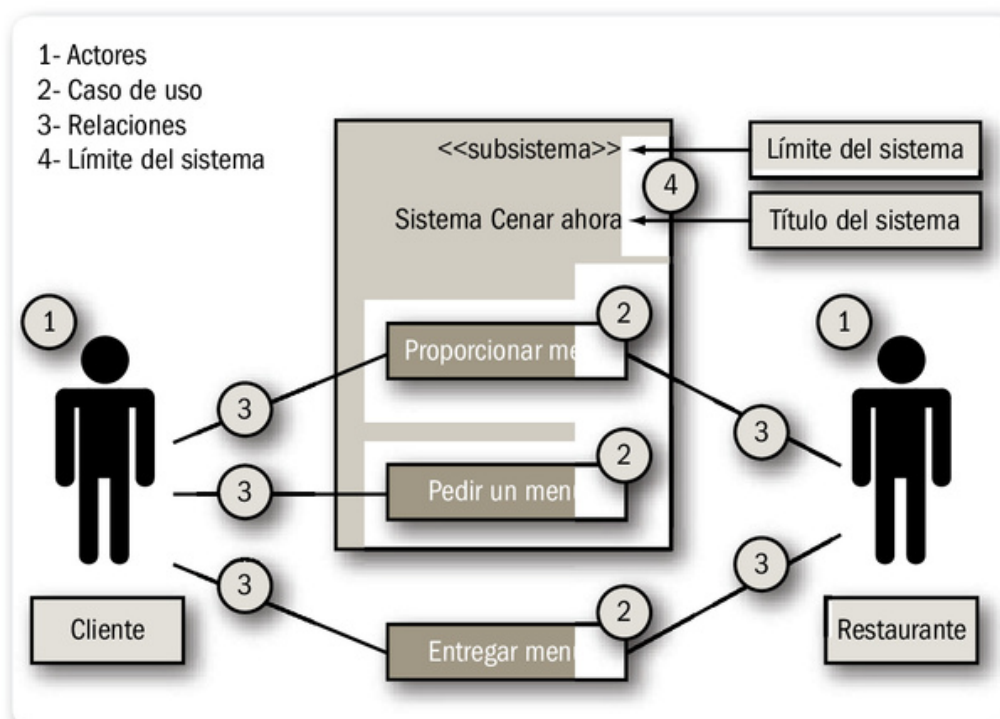 1- Actores
2- Caso de uso
3- Relaciones
4- Límite del sistema
<<subsistema>>
Límite del sistema
4
Sistema Cenar ahora
Título del sistema
1
2
1
Proporcionar me
3
3
2
Pedir un men
3
3
3
2
Cliente
Entregar men
Restaurante